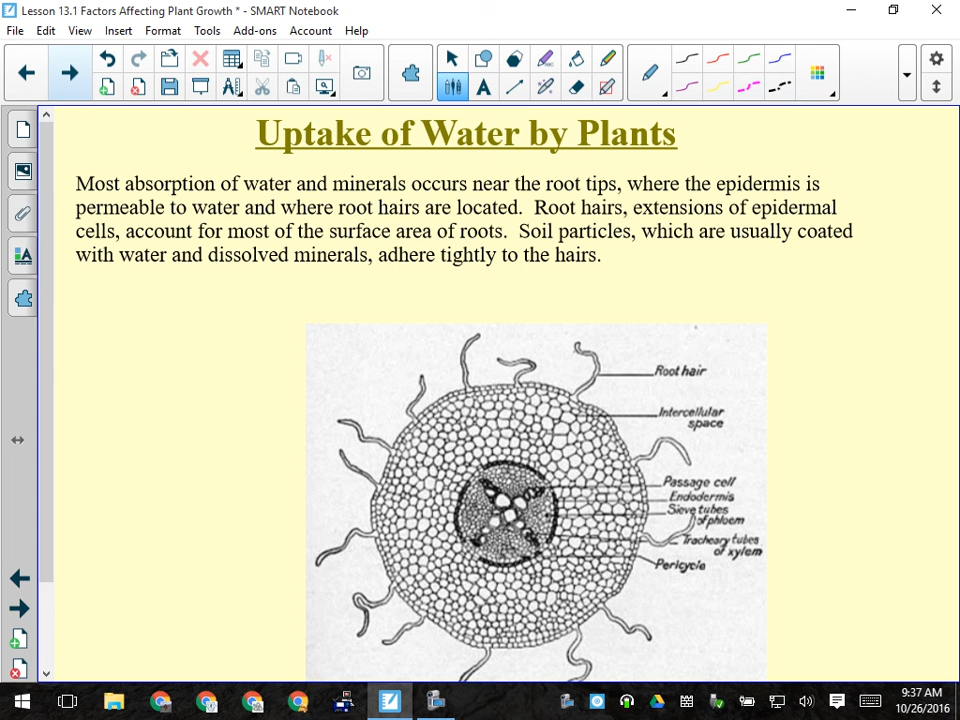 Lesson 13.1 Factors Affecting Plant Growth * - SMART Notebook
File Edit View Insert Format Tools Add-ons Account Help
Uptake of Water by Plants
Most absorption of water and minerals occurs near the root tips, where the epidermis is
permeable to water and where root hairs are located. Root hairs, extensions of epidermal
cells, account for most of the surface area of roots. Soil particles, which are usually coated
with water and dissolved minerals, adhere tightly to the hairs.
Root hair
Intercellular
space
Passage cell
Endodermis
Sieve tubes
of phloem
Tracheary tubes
of xylem
Pericycle
9:37 AM
10/26/2016